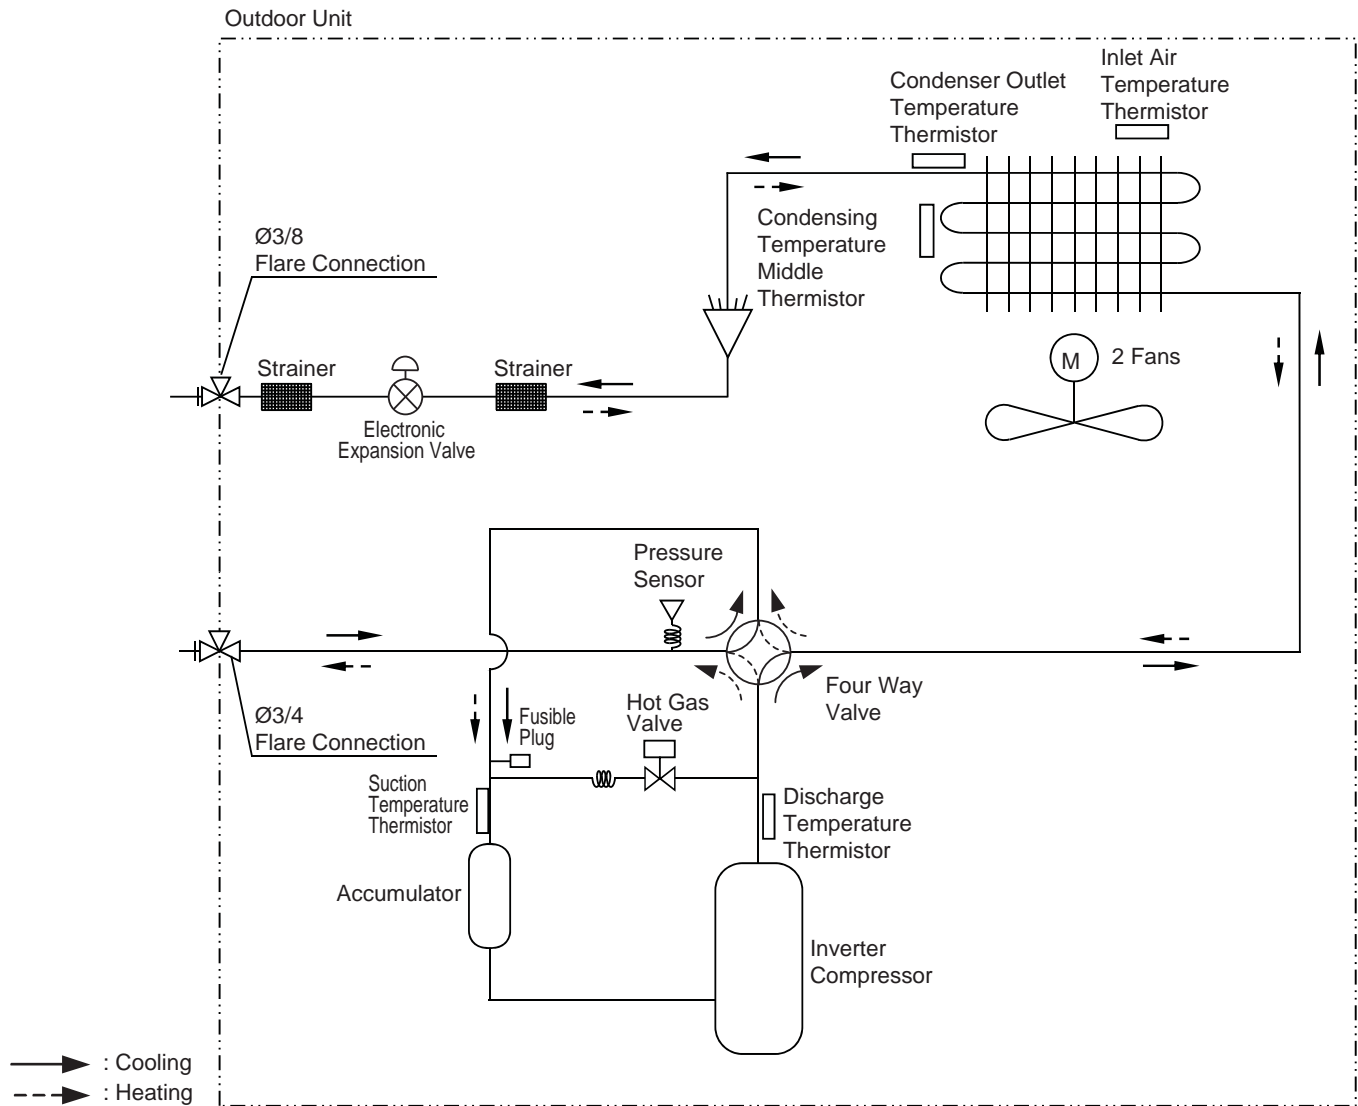 Outdoor Unit
Condenser Outlet
Temperature
Thermistor
Inlet Air
Temperature
Thermistor
Condensing
Temperature
Middle
Thermistor
Ø3/8
Flare Connection
Strainer
Electronic
Expansion Valve
Strainer
M
2 Fans
Pressure
Sensor
Four Way
Valve
Ø3/4
Flare Connection
Fusible
Plug
Hot Gas
Valve
Suction
Temperature
Thermistor
Discharge
Temperature
Thermistor
Accumulator
Inverter
Compressor
: Cooling
: Heating